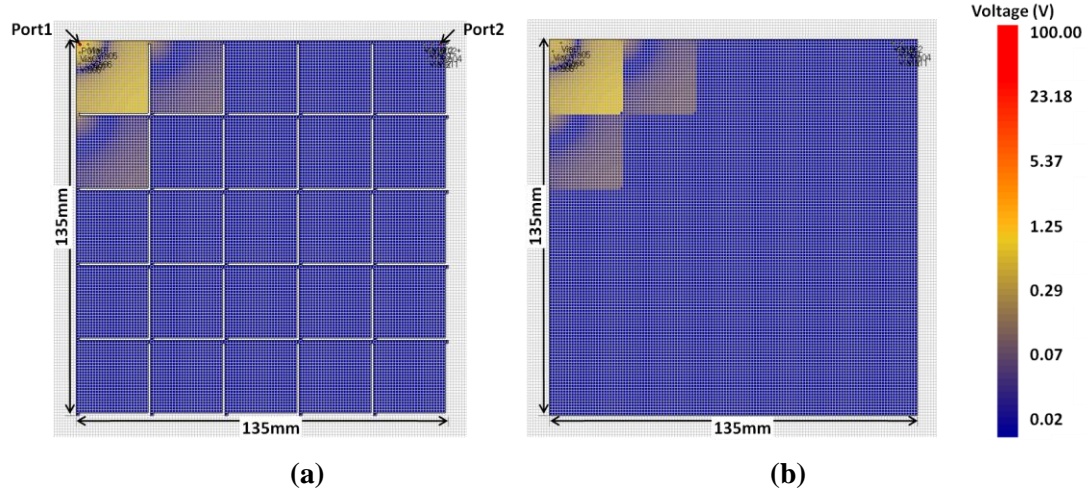 Port1
Port2
Voltage (V)
100.00
23.18
5.37
1.25
0.29
0.07
0.02
135mm
135mm
135mm
135mm
(a)
(b)